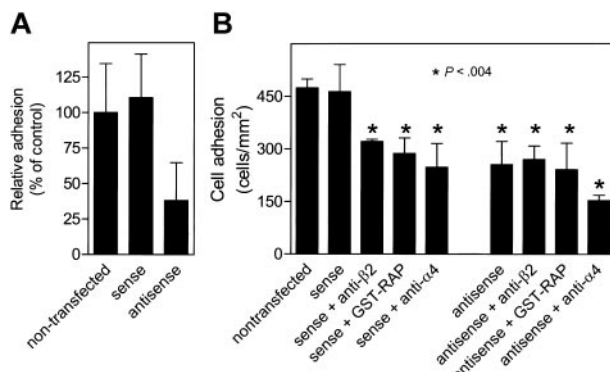 A
Relative adhesion
(% of control)
125
100
75
50
25
0
non-transfected
sense
antisense
B
Cell adhesion
(cells/mm²)
450
300
150
0
* P < .004
* * * * * * *
nontransfected
sense
sense + anti-β2
sense + GST-RAP
sense + anti-α4
antisense
antisense + anti-β2
antisense + GST-RAP
antisense + anti-α4